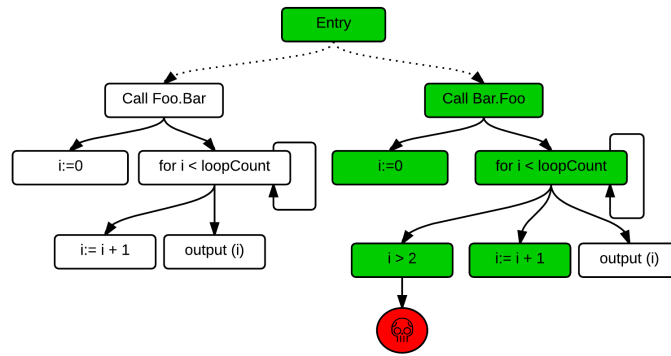 Entry
Call Foo.Bar
Call Bar.Foo
i:=0
for i < loopCount
i:=0
for i < loopCount
i:= i + 1
output (i)
i > 2
i:= i + 1
output (i)